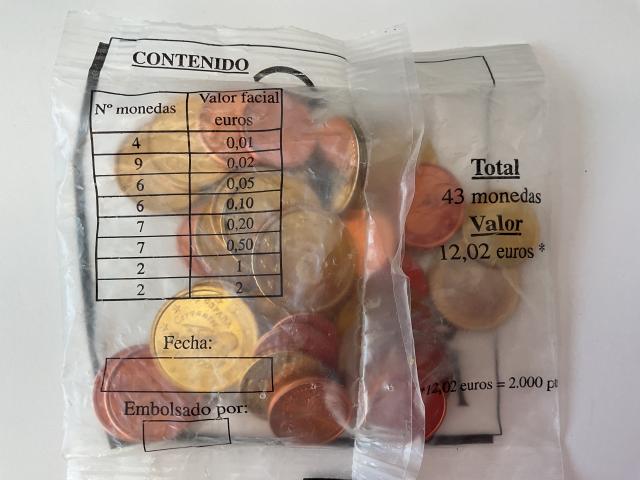 CONTENIDO
Nº monedas Valor facial euros
4 0,01
9 0,02
6 0,05
6 0,10
7 0,20
7 0,50
2 1
2 2
Fecha:
Embolsado por:
Total
43 monedas
Valor
12,02 euros *
*12,02 euros = 2.000 pt